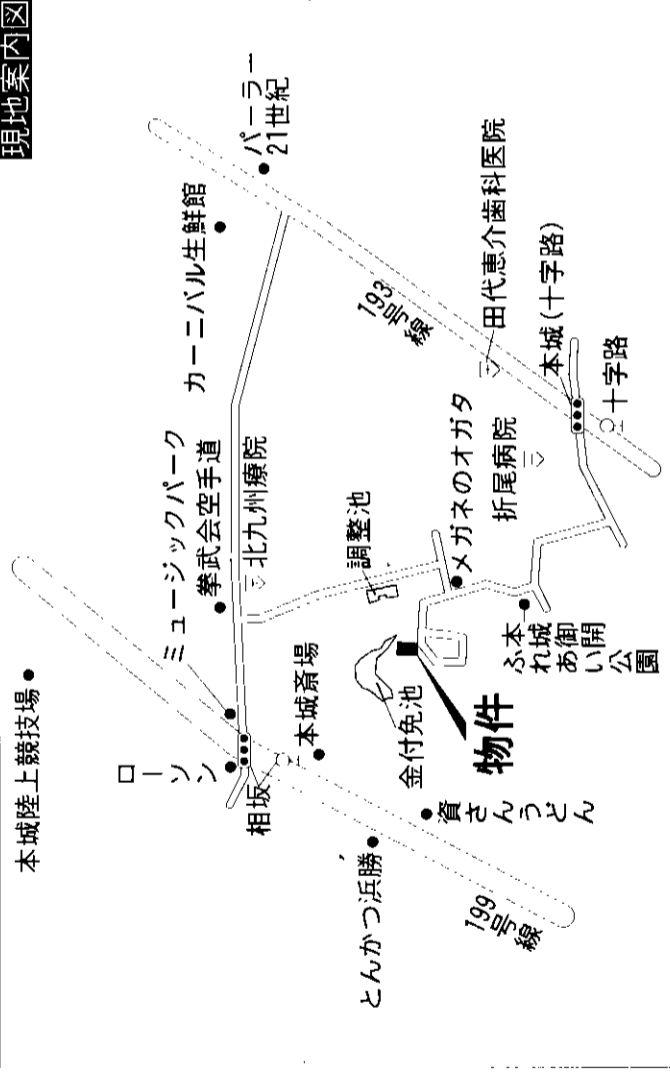 現地案内図
パーラー
21世紀
カーニバル生鮮館
193
号
線
田代恵介歯科医院
本城(十字路)
十字路
ミュージックパーク
拳武会空手道
北九州療院
調整池
メガネのオガタ
折尾病院
本城陸上競技場
ローソン
相坂
本城斎場
金付免池
物件
本城御開
ふれあい公園
資さんうどん
とんかつ浜勝
199
号
線